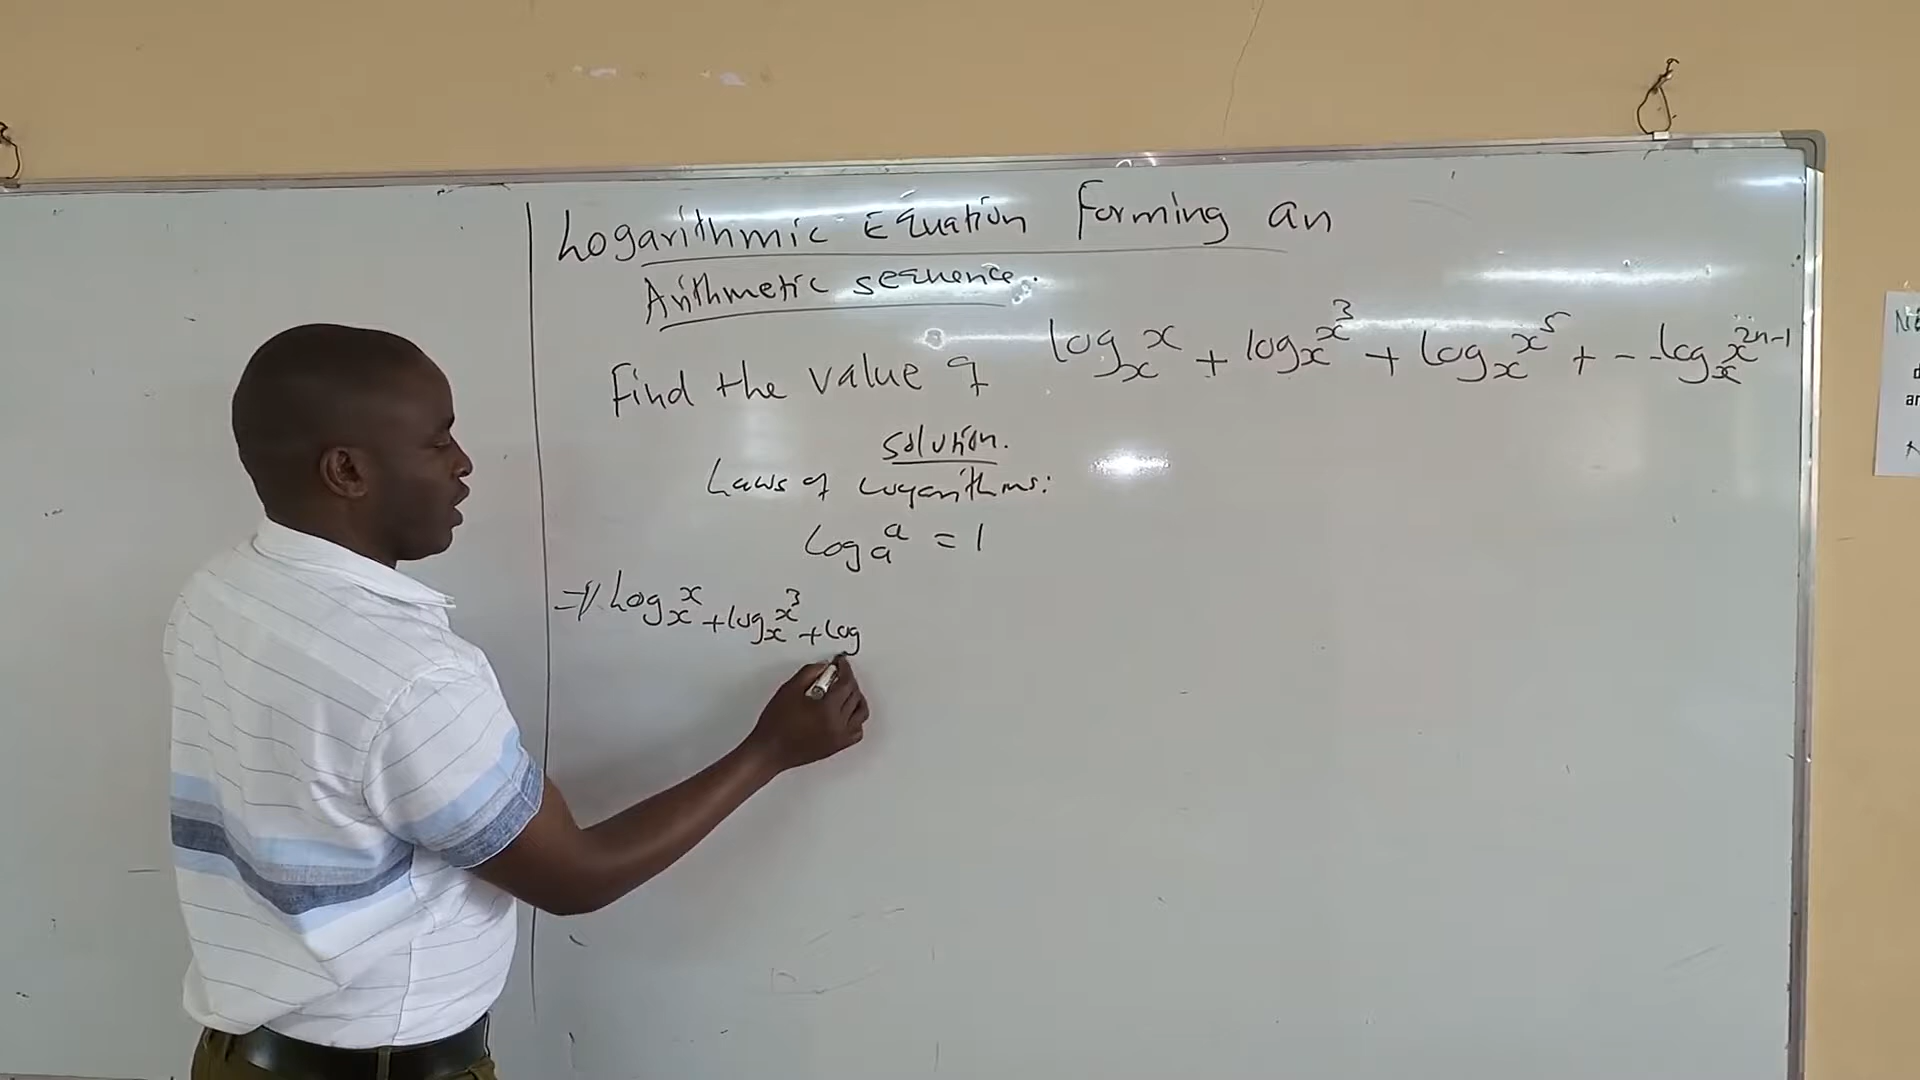 Logarithmic Equation Forming an
Arithmetic sequence.
Find the value of log_x x + log_x x^3 + log_x x^5 + - - log_x x^{2n-1}
Solution.
Laws of Logarithms:
log_a a = 1
=> log_x x + log_x x^3 + log